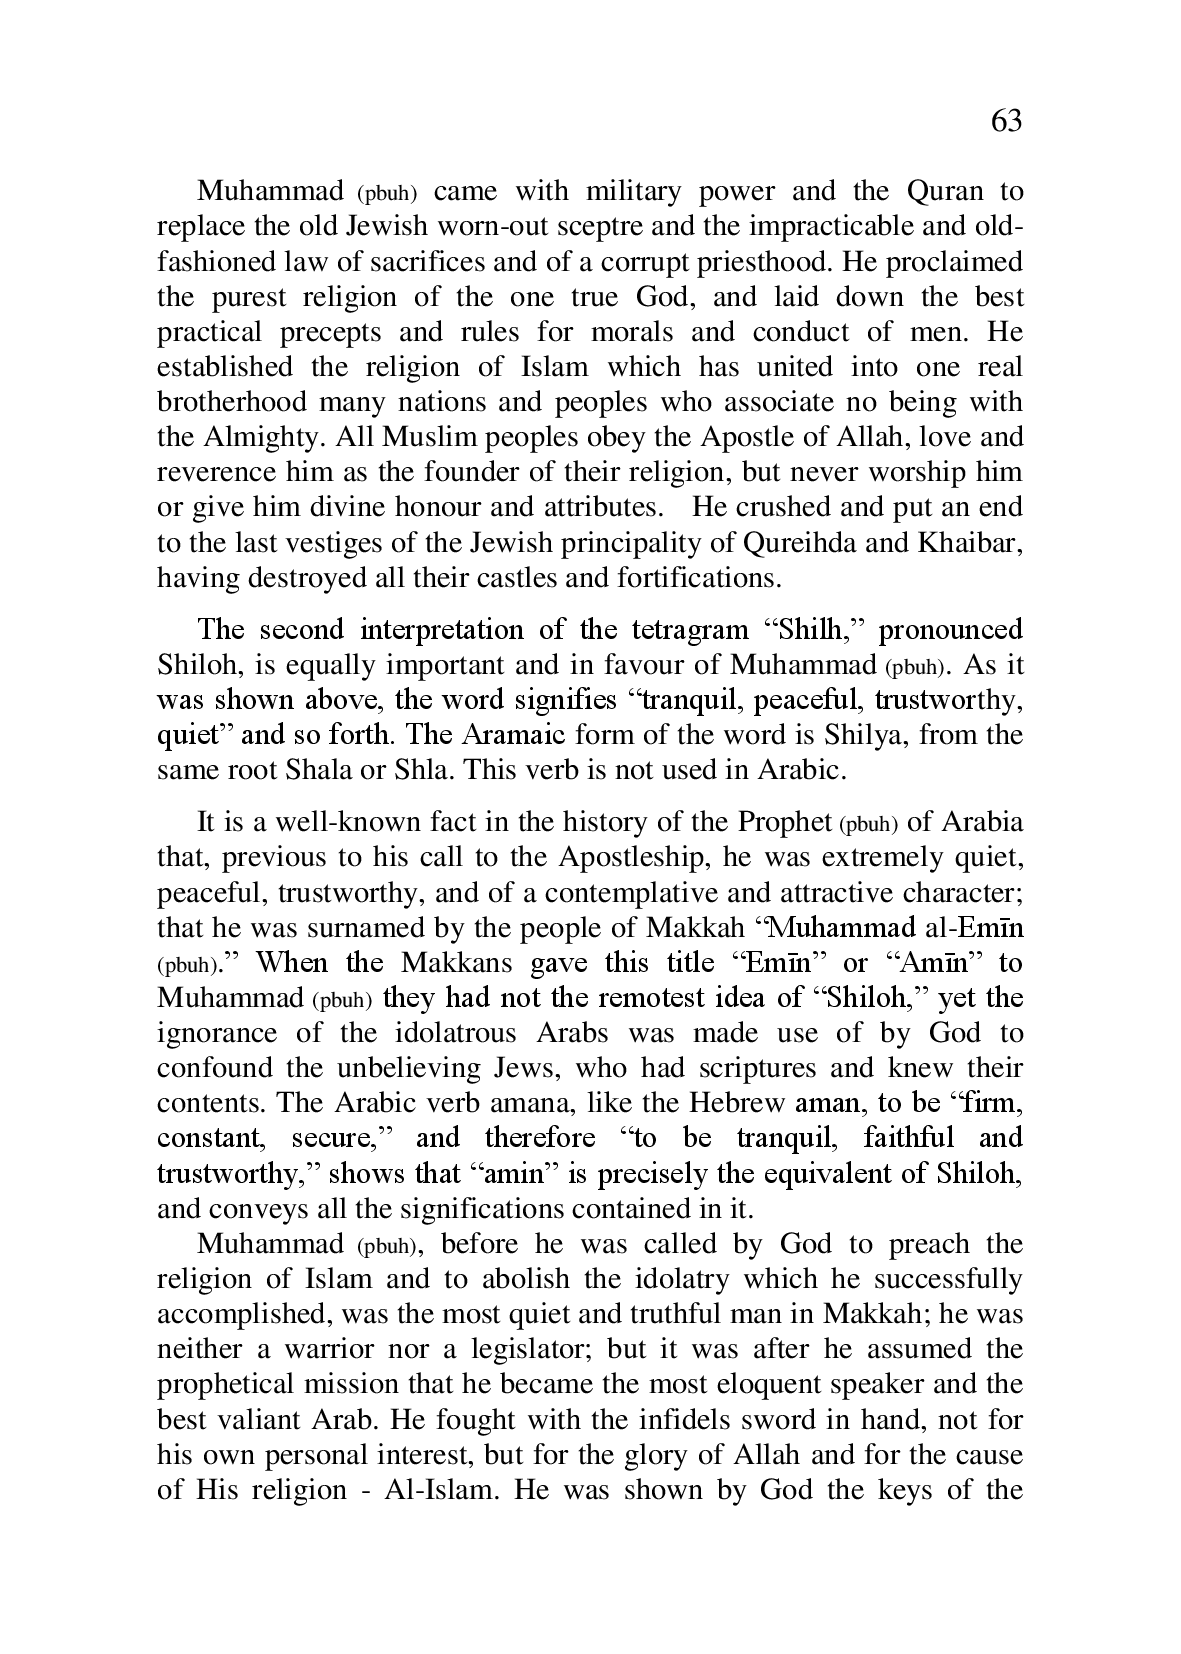 63
Muhammad (pbuh) came with military power and the Quran to
replace the old Jewish worn-out sceptre and the impracticable and old-
fashioned law of sacrifices and of a corrupt priesthood. He proclaimed
the purest religion of the one true God, and laid down the best
practical precepts and rules for morals and conduct of men. He
established the religion of Islam which has united into one real
brotherhood many nations and peoples who associate no being with
the Almighty. All Muslim peoples obey the Apostle of Allah, love and
reverence him as the founder of their religion, but never worship him
or give him divine honour and attributes. He crushed and put an end
to the last vestiges of the Jewish principality of Qureihda and Khaibar,
having destroyed all their castles and fortifications.
The second interpretation of the tetragram “Shilh,” pronounced
Shiloh, is equally important and in favour of Muhammad (pbuh). As it
was shown above, the word signifies “tranquil, peaceful, trustworthy,
quiet” and so forth. The Aramaic form of the word is Shilya, from the
same root Shala or Shla. This verb is not used in Arabic.
It is a well-known fact in the history of the Prophet (pbuh) of Arabia
that, previous to his call to the Apostleship, he was extremely quiet,
peaceful, trustworthy, and of a contemplative and attractive character;
that he was surnamed by the people of Makkah “Muhammad al-Emīn
(pbuh).” When the Makkans gave this title “Emīn” or “Amīn” to
Muhammad (pbuh) they had not the remotest idea of “Shiloh,” yet the
ignorance of the idolatrous Arabs was made use of by God to
confound the unbelieving Jews, who had scriptures and knew their
contents. The Arabic verb amana, like the Hebrew aman, to be “firm,
constant, secure,” and therefore “to be tranquil, faithful and
trustworthy,” shows that “amin” is precisely the equivalent of Shiloh,
and conveys all the significations contained in it.
Muhammad (pbuh), before he was called by God to preach the
religion of Islam and to abolish the idolatry which he successfully
accomplished, was the most quiet and truthful man in Makkah; he was
neither a warrior nor a legislator; but it was after he assumed the
prophetical mission that he became the most eloquent speaker and the
best valiant Arab. He fought with the infidels sword in hand, not for
his own personal interest, but for the glory of Allah and for the cause
of His religion - Al-Islam. He was shown by God the keys of the